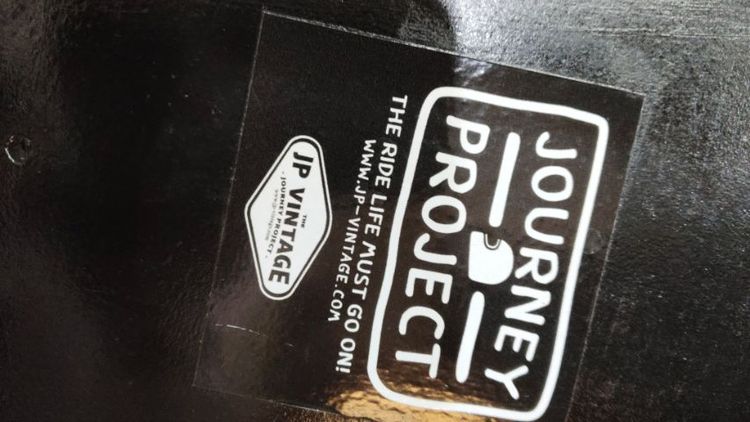 JOURNEY
PROJECT
THE RIDE LIFE MUST GO ON!
WWW.JP-VINTAGE.COM
THE
JP VINTAGE
- JOURNEY PROJECT -